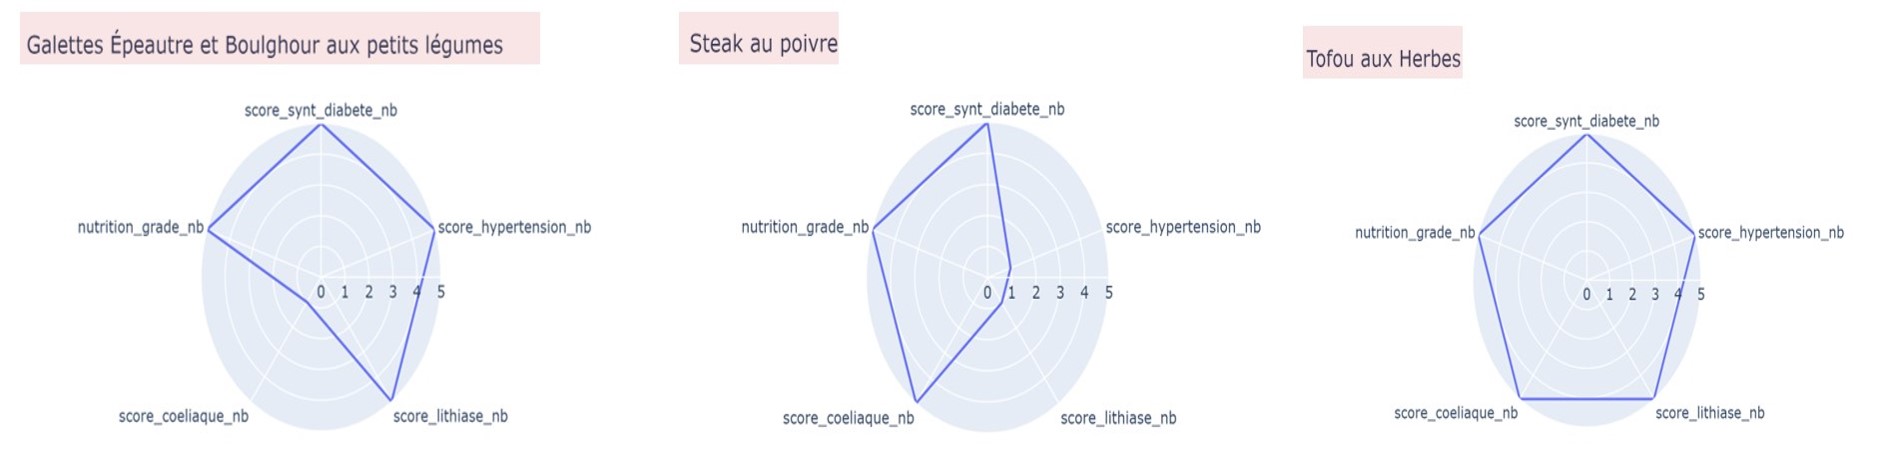 Galettes Épeautre et Boulghour aux petits légumes
score_synt_diabete_nb
nutrition_grade_nb
score_hypertension_nb
0 1 2 3 4 5
score_coeliaque_nb
score_lithiase_nb
Steak au poivre
score_synt_diabete_nb
nutrition_grade_nb
score_hypertension_nb
0 1 2 3 4 5
score_coeliaque_nb
score_lithiase_nb
Tofou aux Herbes
score_synt_diabete_nb
nutrition_grade_nb
score_hypertension_nb
0 1 2 3 4 5
score_coeliaque_nb
score_lithiase_nb